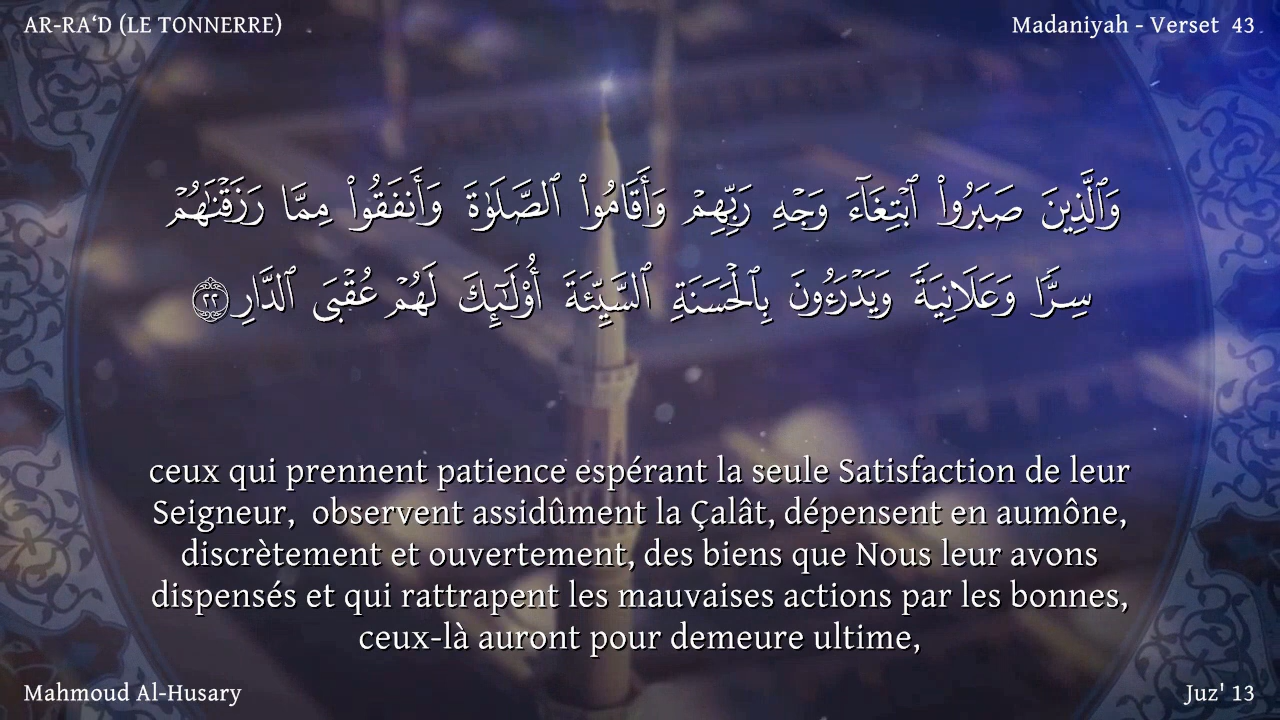 AR-RA‘D (LE TONNERRE)
Madaniyah - Verset 43
وَٱلَّذِينَ صَبَرُوا۟ ٱبْتِغَآءَ وَجْهِ رَبِّهِمْ وَأَقَامُوا۟ ٱلصَّلَوٰةَ وَأَنفَقُوا۟ مِمَّا رَزَقْنَٰهُمْ
سِرًّا وَعَلَانِيَةً وَيَدْرَءُونَ بِٱلْحَسَنَةِ ٱلسَّيِّئَةَ أُو۟لَٰٓئِكَ لَهُمْ عُقْبَى ٱلدَّارِ ٢٢
ceux qui prennent patience espérant la seule Satisfaction de leur
Seigneur, observent assidûment la Çalât, dépensent en aumône,
discrètement et ouvertement, des biens que Nous leur avons
dispensés et qui rattrapent les mauvaises actions par les bonnes,
ceux-là auront pour demeure ultime,
Mahmoud Al-Husary
Juz' 13